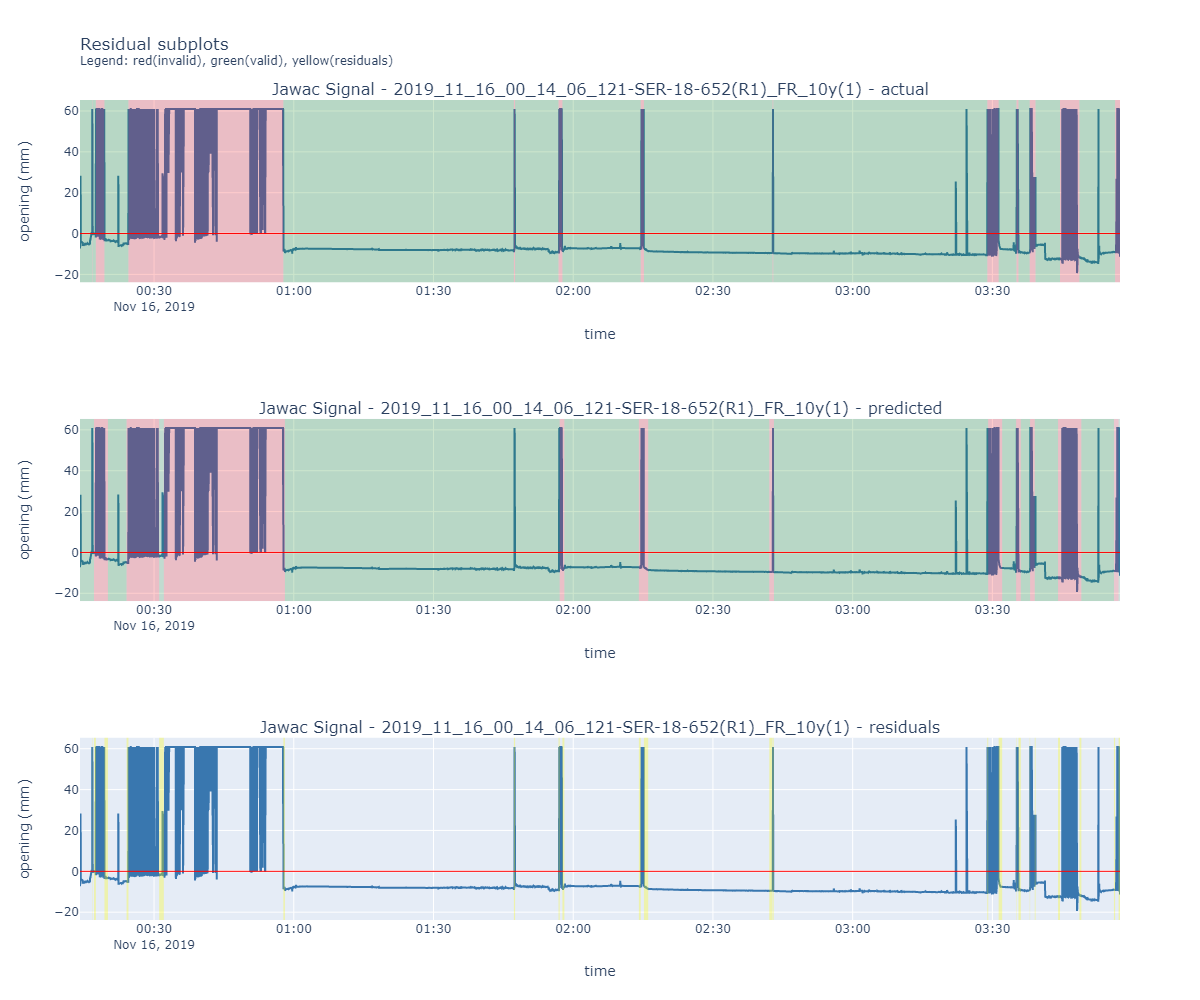 Residual subplots
Legend: red(invalid), green(valid), yellow(residuals)
Jawac Signal - 2019_11_16_00_14_06_121-SER-18-652(R1)_FR_10y(1) - actual
opening (mm)
60
40
20
0
−20
00:30
01:00
01:30
02:00
02:30
03:00
03:30
Nov 16, 2019
time
Jawac Signal - 2019_11_16_00_14_06_121-SER-18-652(R1)_FR_10y(1) - predicted
opening (mm)
60
40
20
0
−20
00:30
01:00
01:30
02:00
02:30
03:00
03:30
Nov 16, 2019
time
Jawac Signal - 2019_11_16_00_14_06_121-SER-18-652(R1)_FR_10y(1) - residuals
opening (mm)
60
40
20
0
−20
00:30
01:00
01:30
02:00
02:30
03:00
03:30
Nov 16, 2019
time